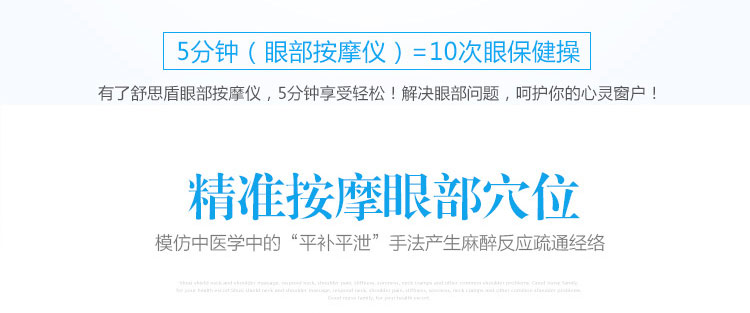 5分钟（眼部按摩仪）=10次眼保健操
有了舒思盾眼部按摩仪，5分钟享受轻松！解决眼部问题，呵护你的心灵窗户！
精准按摩眼部穴位
模仿中医学中的“平补平泄”手法产生麻醉反应疏通经络